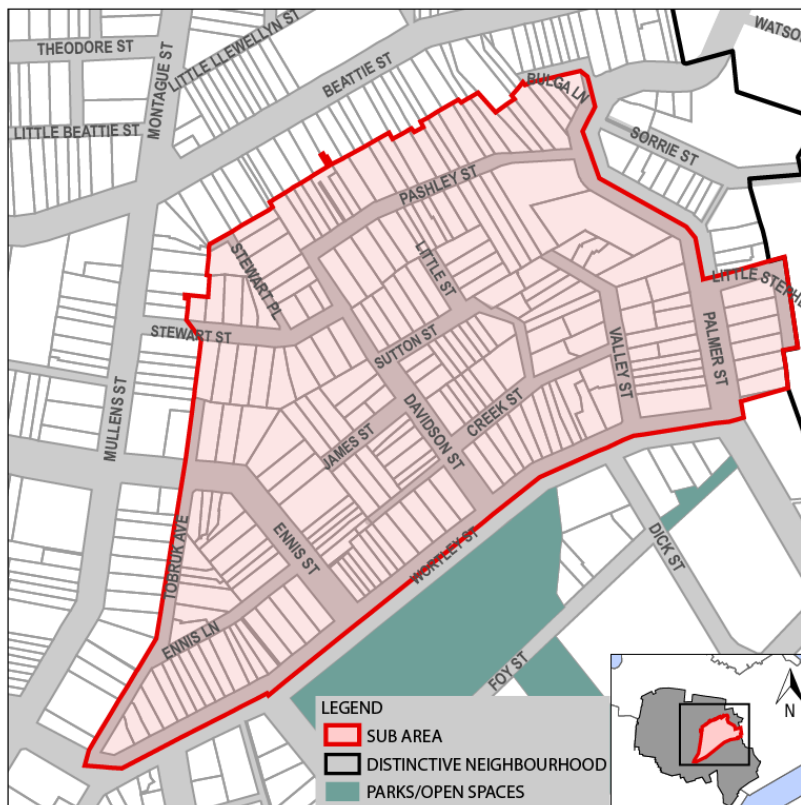 THEODORE ST
LITTLE LLEWELLYN ST
WATSO
MONTAGUE ST
BEATTIE ST
BULGA LN
LITTLE BEATTIE ST
SORRIE ST
PASHLEY ST
STEWART PL
LITTLE ST
LITTLE STEPHE
STEWART ST
SUTTON ST
VALLEY ST
PALMER ST
MULLENS ST
DAVIDSON ST
CREEK ST
JAMES ST
TOBRUK AVE
ENNIS ST
WORTLEY ST
DICK ST
ENNIS LN
FOY ST
LEGEND
SUB AREA
DISTINCTIVE NEIGHBOURHOOD
PARKS/OPEN SPACES
N